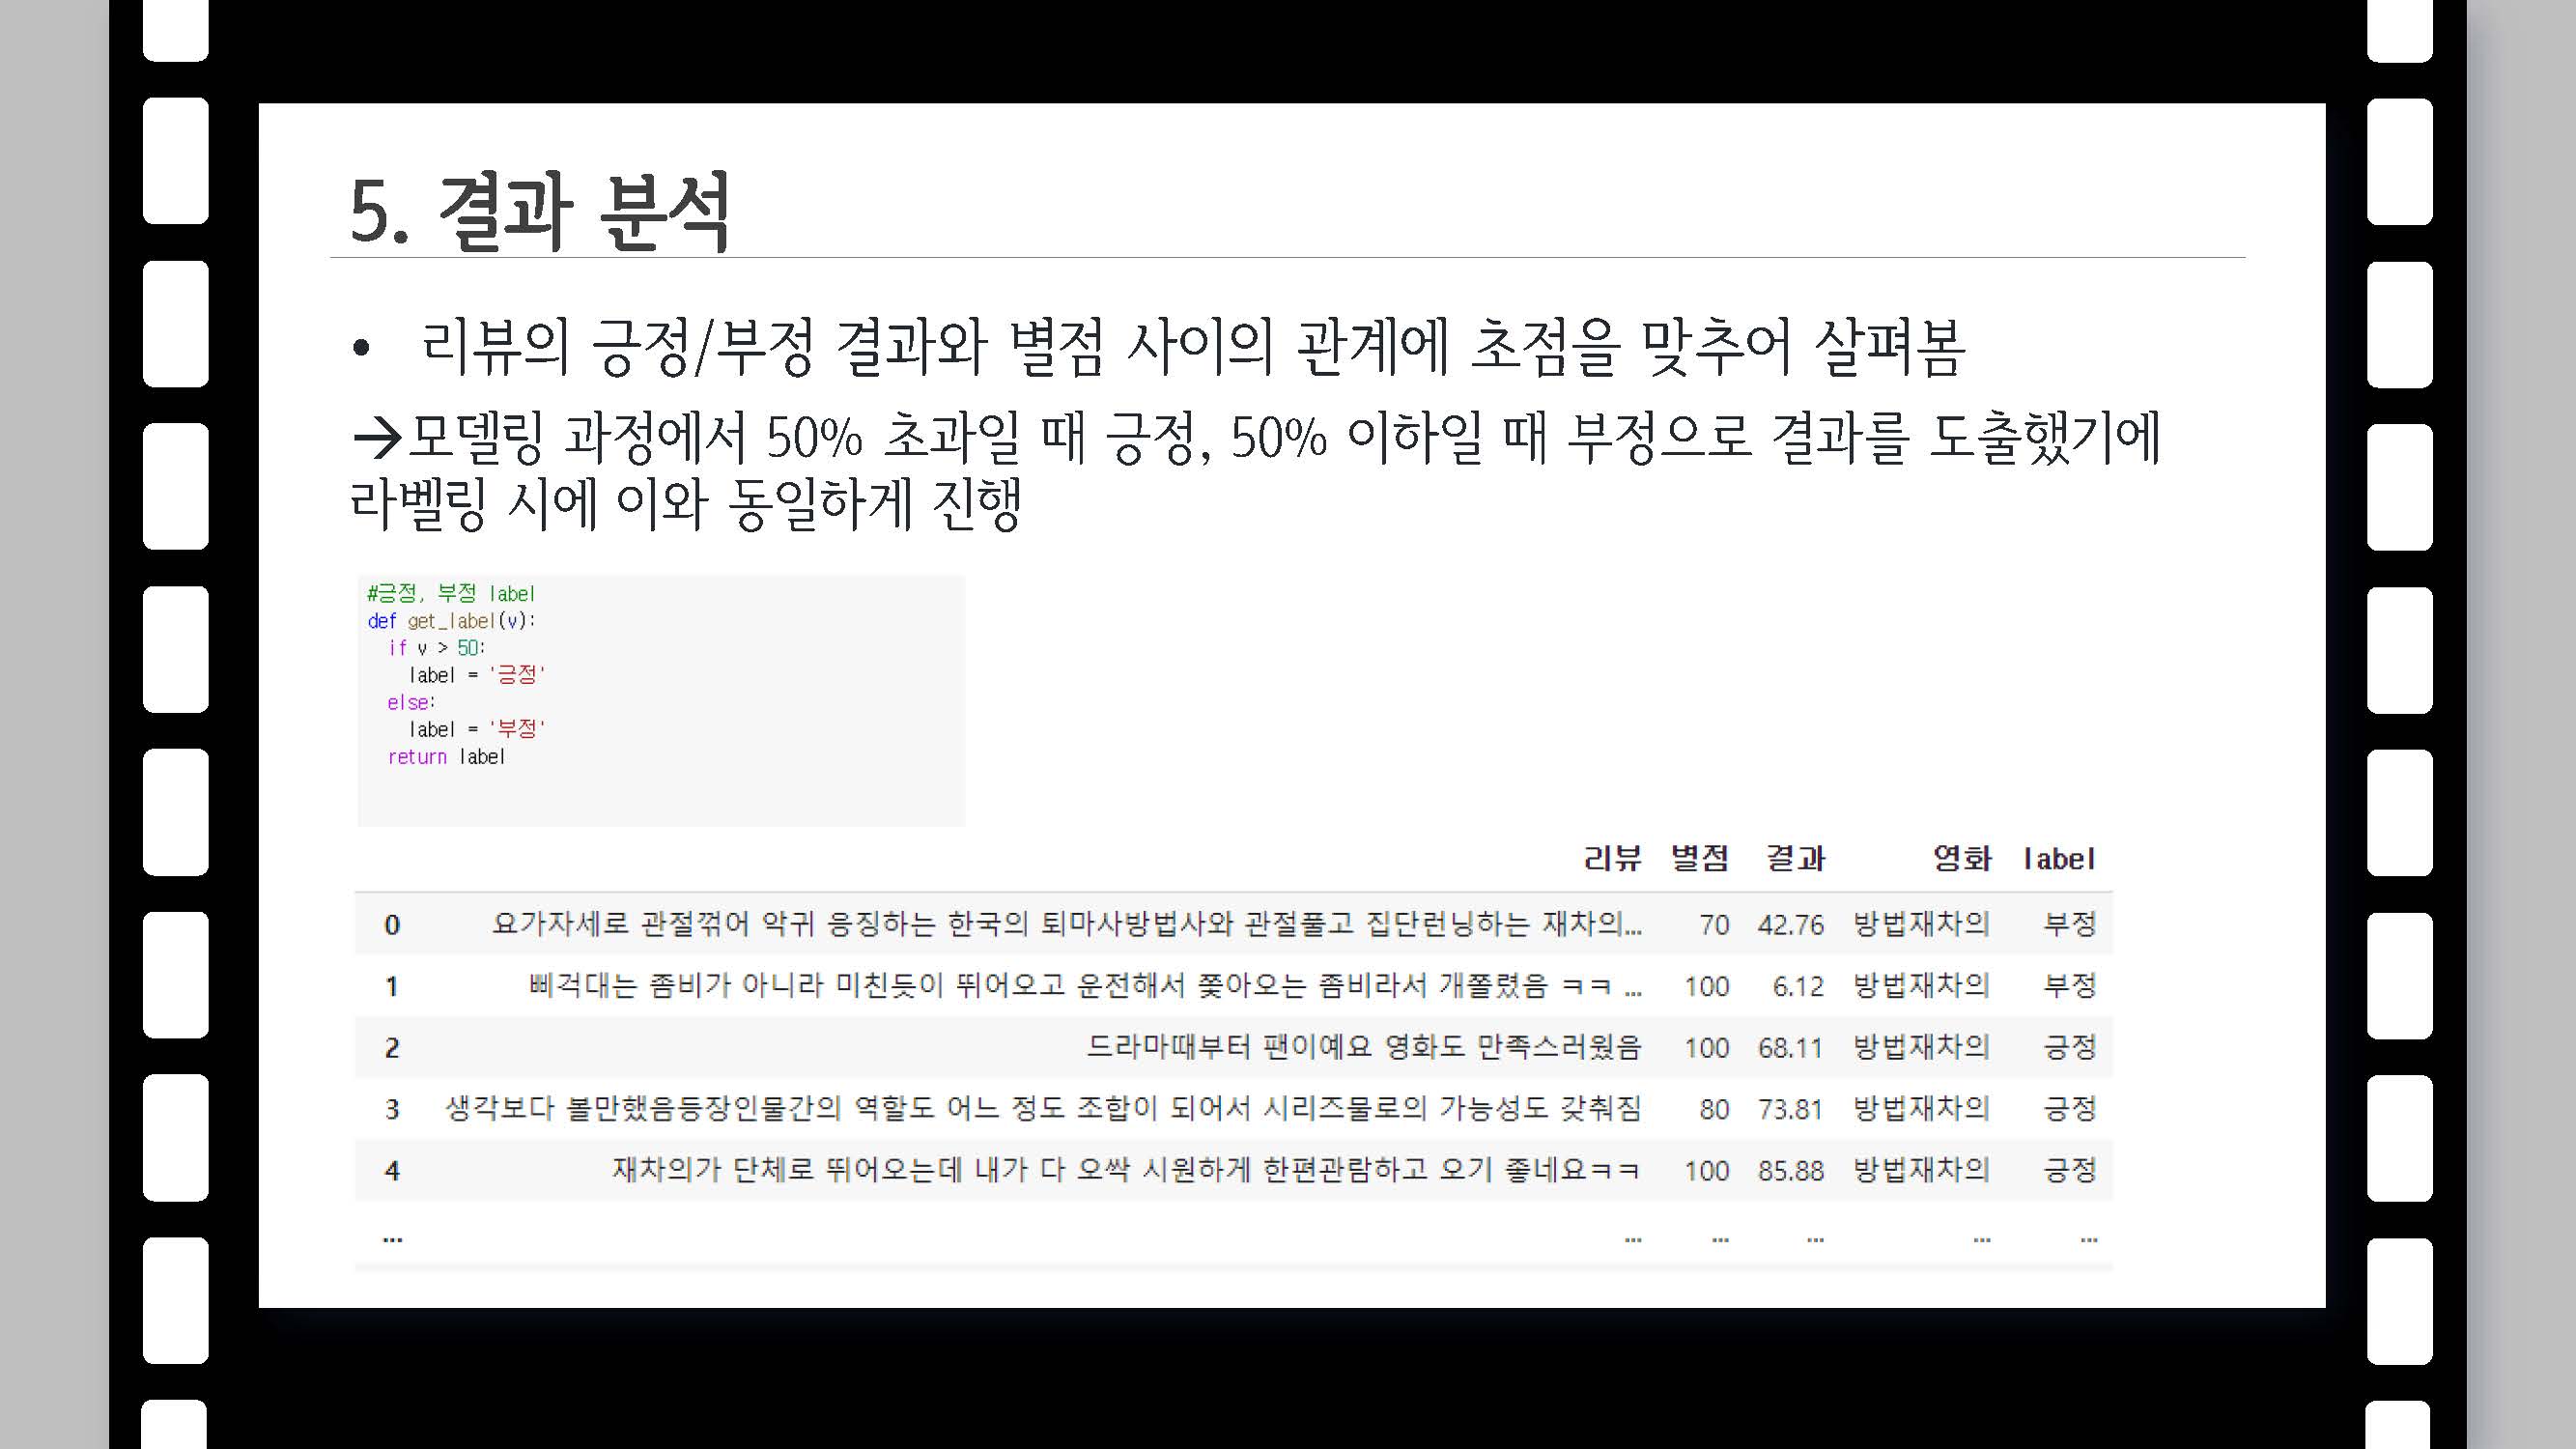 5. 결과 분석
• 리뷰의 긍정/부정 결과와 별점 사이의 관계에 초점을 맞추어 살펴봄
→모델링 과정에서 50% 초과일 때 긍정, 50% 이하일 때 부정으로 결과를 도출했기에
라벨링 시에 이와 동일하게 진행
#긍정, 부정 label
def get_label(v):
  if v > 50:
    label = '긍정'
  else:
    label = '부정'
  return label
리뷰 별점 결과 영화 label
0 요가자세로 관절꺾어 악귀 응징하는 한국의 퇴마사방법사와 관절풀고 집단런닝하는 재차의... 70 42.76 방법재차의 부정
1 삐걱대는 좀비가 아니라 미친듯이 뛰어오고 운전해서 쫓아오는 좀비라서 개쫄렸음 ㅋㅋ ... 100 6.12 방법재차의 부정
2 드라마때부터 팬이예요 영화도 만족스러웠음 100 68.11 방법재차의 긍정
3 생각보다 볼만했음등장인물간의 역할도 어느 정도 조합이 되어서 시리즈물로의 가능성도 갖춰짐 80 73.81 방법재차의 긍정
4 재차의가 단체로 뛰어오는데 내가 다 오싹 시원하게 한편관람하고 오기 좋네요ㅋㅋ 100 85.88 방법재차의 긍정
... ... ... ... ... ...